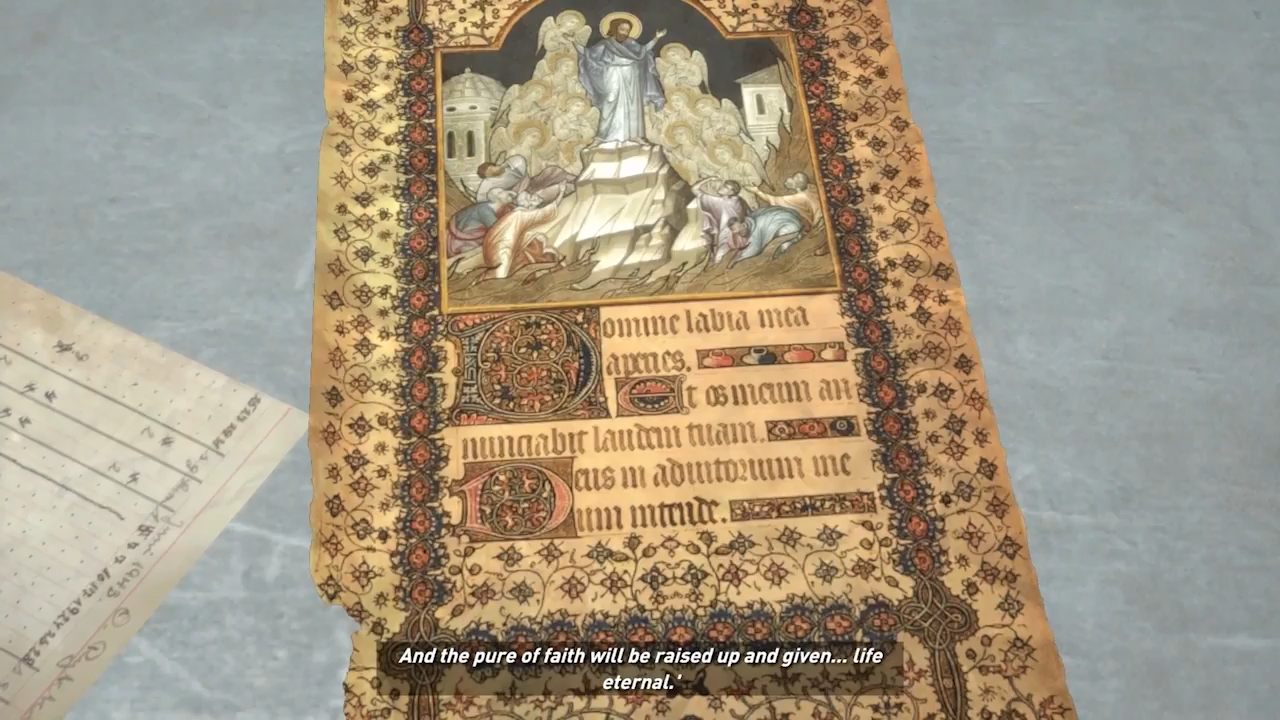 Domine labia mea
aperies.
Et os meum an
nunciabit laudem tuam.
Deus in adiutorium me
um intende.
And the pure of faith will be raised up and given... life
eternal.'